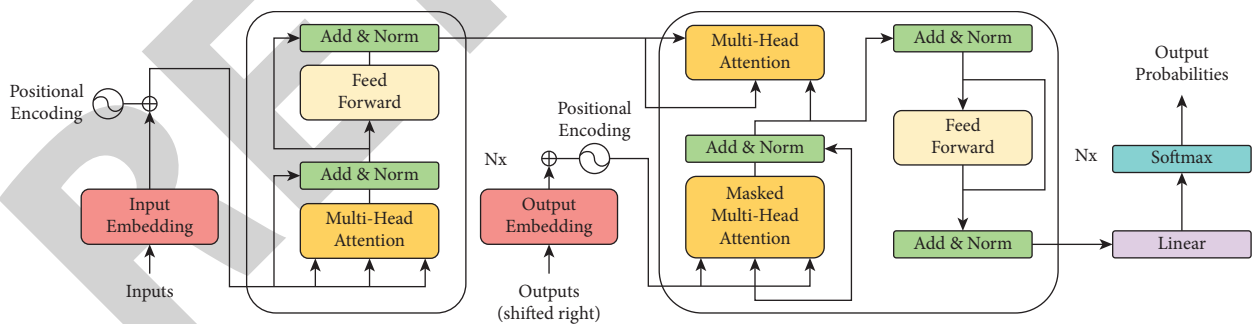 Positional
Encoding
Input
Embedding
Inputs
Add & Norm
Feed
Forward
Add & Norm
Multi-Head
Attention
Nx
Positional
Encoding
Output
Embedding
Outputs
(shifted right)
Multi-Head
Attention
Add & Norm
Masked
Multi-Head
Attention
Add & Norm
Feed
Forward
Add & Norm
Nx
Output
Probabilities
Softmax
Linear